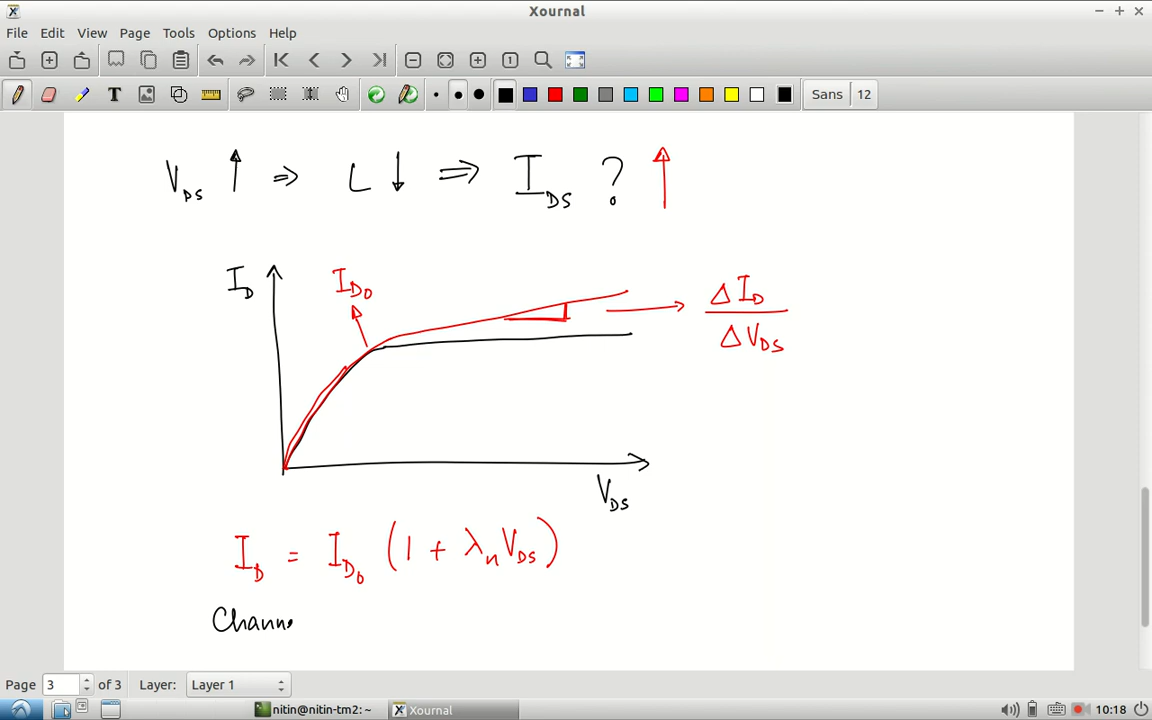 Xournal
File Edit View Page Tools Options Help
Sans 12
V_DS ↑ ⇒ L ↓ ⇒ I_DS ? ↑
I_D
I_D0
ΔI_D
ΔV_DS
V_DS
I_D = I_D0 (1 + λ_n V_DS)
Chann
Page 3 of 3 Layer: Layer 1
nitin@nitin-tm2: ~ Xournal 10:18